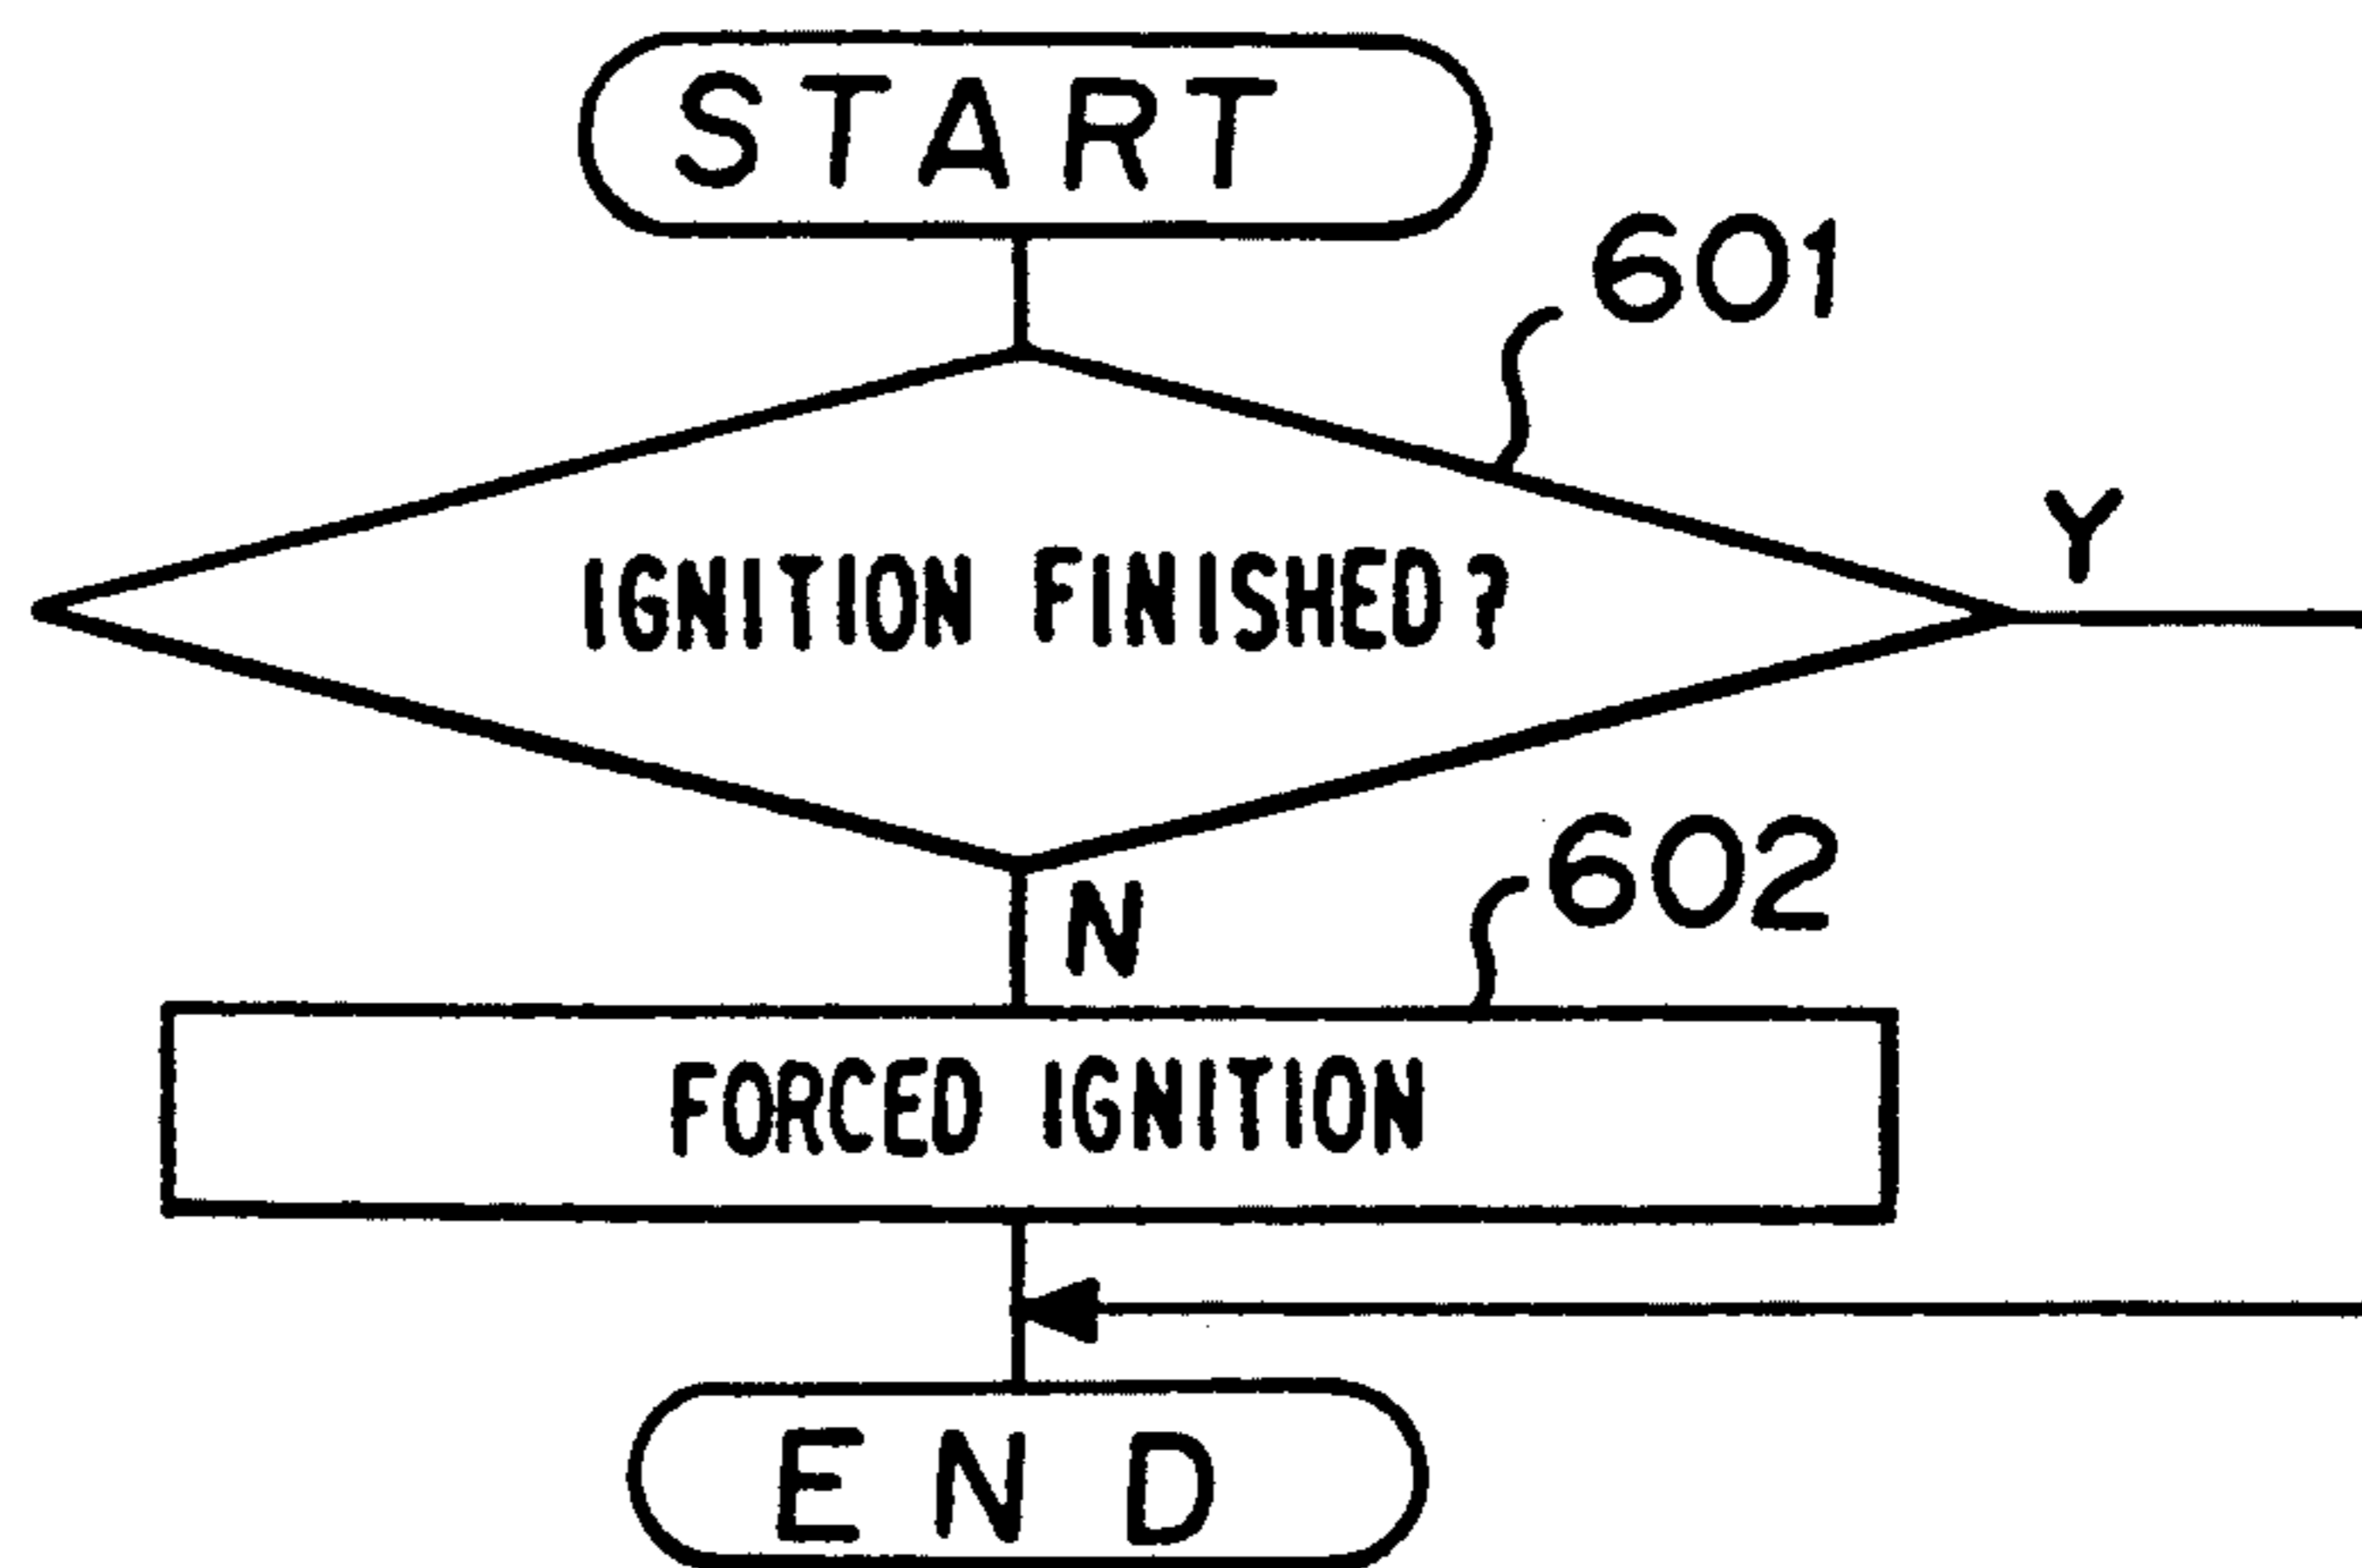 START
601
IGNITION FINISHED?
Y
N
602
FORCED IGNITION
END